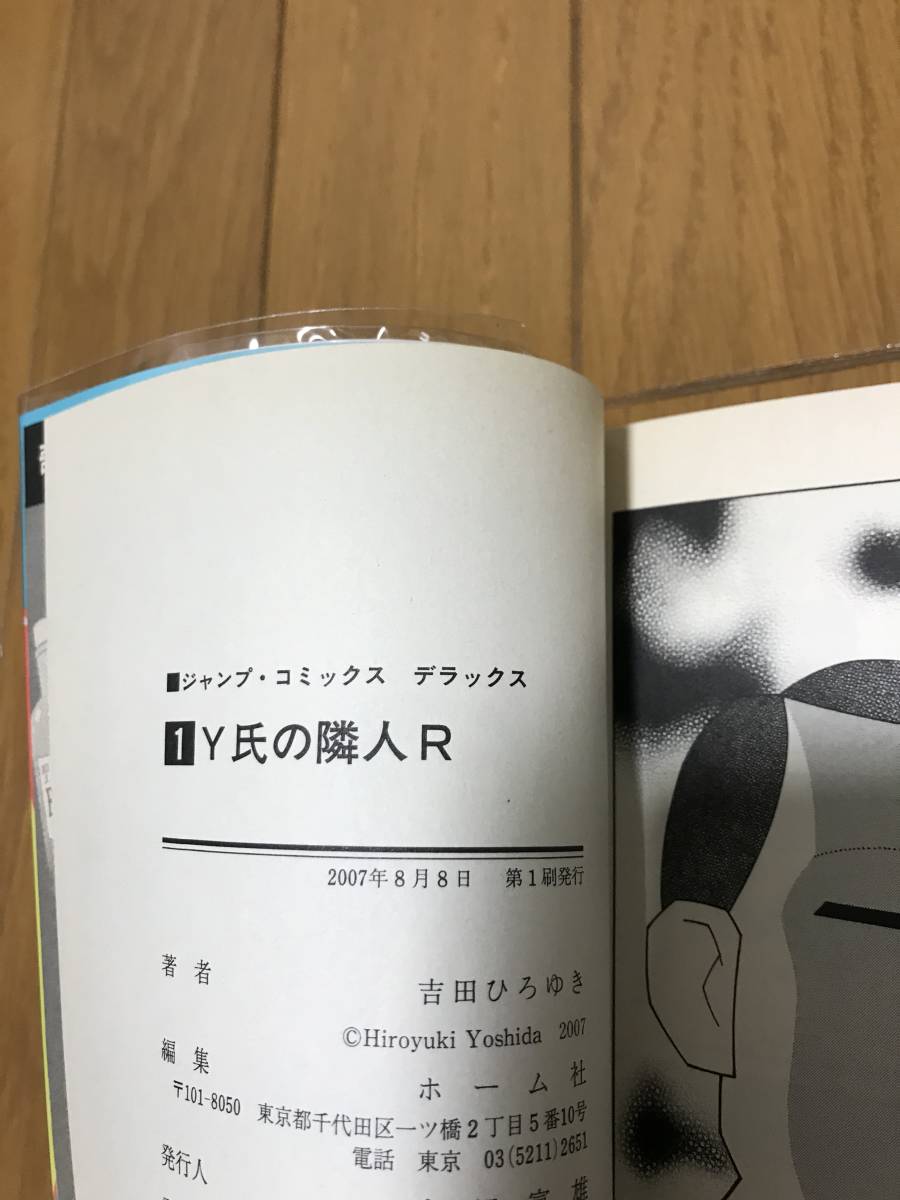 ■ジャンプ・コミックス デラックス
1 Y氏の隣人R
2007年8月8日 第1刷発行
著者
吉田ひろゆき
©Hiroyuki Yoshida 2007
編集
ホーム社
〒101-8050 東京都千代田区一ツ橋2丁目5番10号
電話 東京 03(5211)2651
発行人